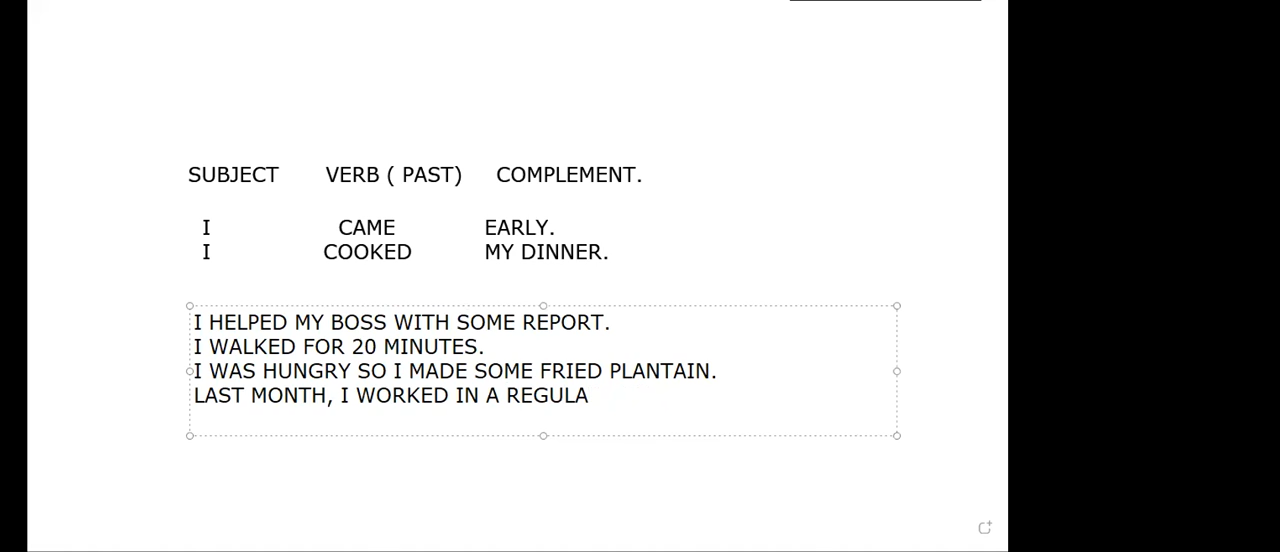 SUBJECT VERB ( PAST) COMPLEMENT.
I CAME EARLY.
I COOKED MY DINNER.
I HELPED MY BOSS WITH SOME REPORT.
I WALKED FOR 20 MINUTES.
I WAS HUNGRY SO I MADE SOME FRIED PLANTAIN.
LAST MONTH, I WORKED IN A REGULA